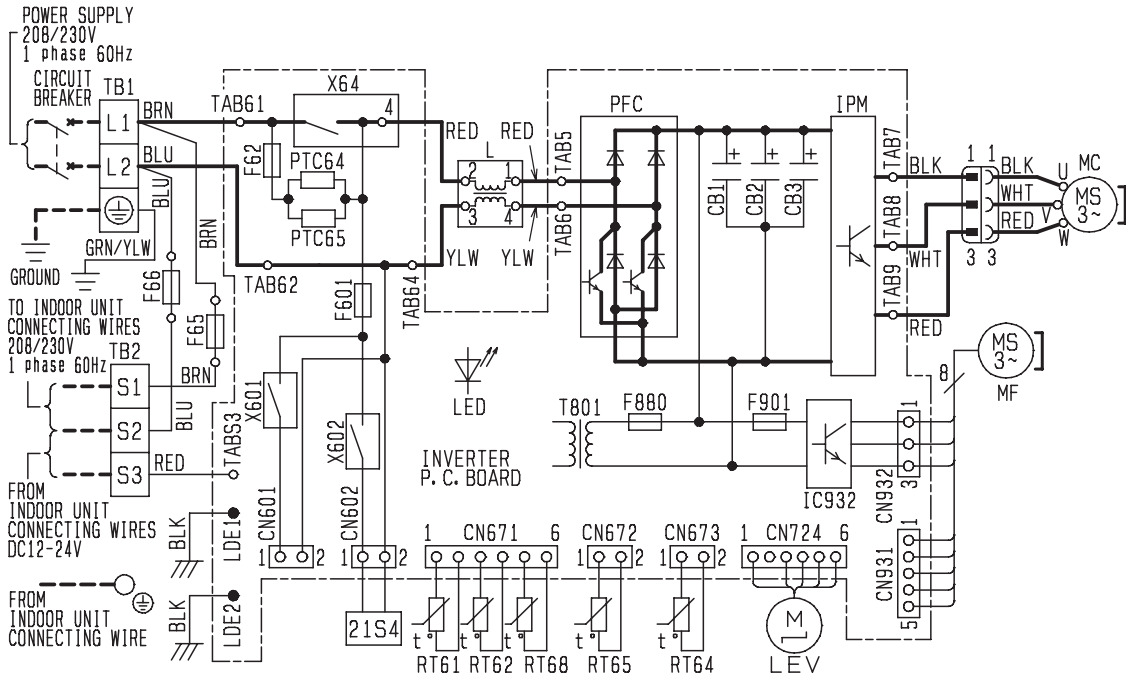 POWER SUPPLY
208/230V
1 phase 60Hz
CIRCUIT
BREAKER
TB1
L1
L2
BRN
BLU
BLU
BRN
GRN/YLW
GROUND
F66
F65
TO INDOOR UNIT
CONNECTING WIRES
208/230V
1 phase 60Hz
TB2
S1
S2
S3
BRN
BLU
RED
TABS3
FROM
INDOOR UNIT
CONNECTING WIRES
DC12-24V
BLK
LDE1
FROM
INDOOR UNIT
CONNECTING WIRE
BLK
LDE2
TAB61
X64
4
F62
PTC64
PTC65
TAB62
TAB64
F601
X601
X602
CN601
1
2
CN602
1
2
21S4
RED
RED
L
2
1
3
4
YLW
YLW
TAB5
TAB6
PFC
CB1
+
CB2
+
CB3
+
IPM
TAB7
TAB8
TAB9
BLK
WHT
RED
1
1
3
3
BLK
WHT
RED
U
V
W
MC
MS
3~
MS
3~
MF
8
LED
INVERTER
P.C.BOARD
T801
F880
F901
IC932
CN932
1
3
CN931
1
5
1
CN671
6
CN672
1
2
CN673
1
2
1
CN724
6
t°
RT61
t°
RT62
t°
RT68
t°
RT65
t°
RT64
M
LEV